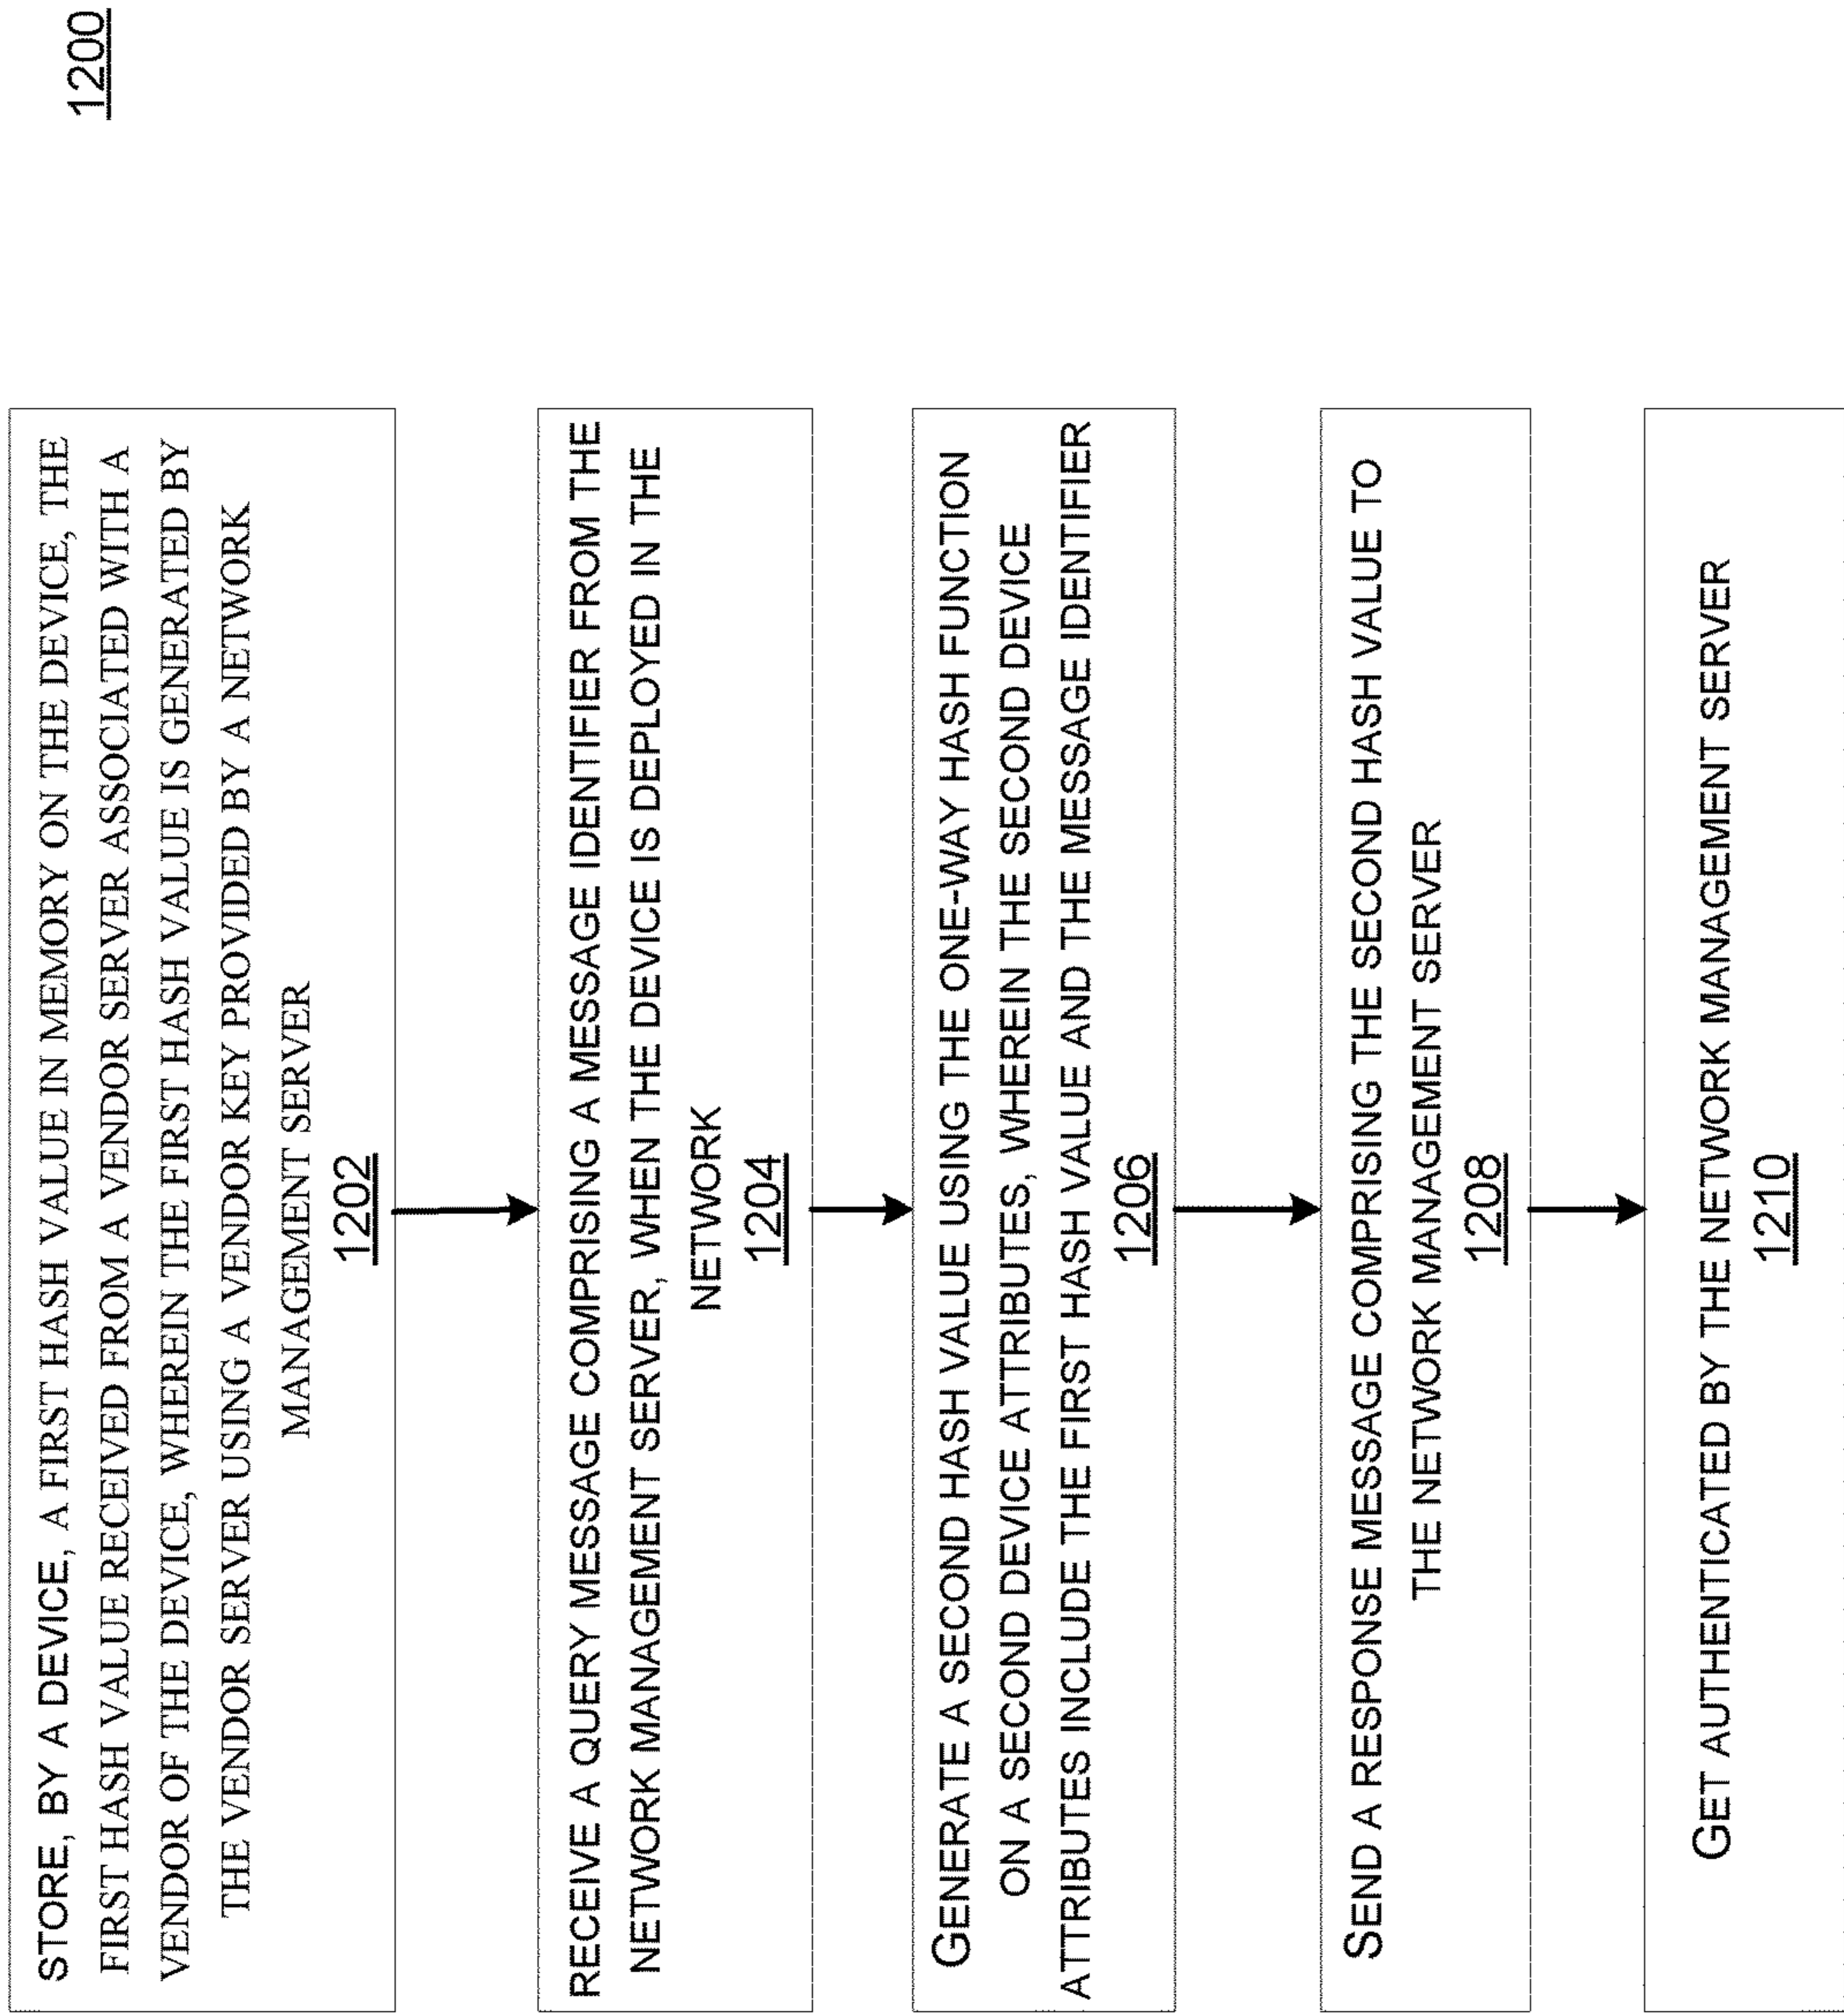 1200
STORE, BY A DEVICE, A FIRST HASH VALUE IN MEMORY ON THE DEVICE, THE
FIRST HASH VALUE RECEIVED FROM A VENDOR SERVER ASSOCIATED WITH A
VENDOR OF THE DEVICE, WHEREIN THE FIRST HASH VALUE IS GENERATED BY
THE VENDOR SERVER USING A VENDOR KEY PROVIDED BY A NETWORK
MANAGEMENT SERVER
1202
RECEIVE A QUERY MESSAGE COMPRISING A MESSAGE IDENTIFIER FROM THE
NETWORK MANAGEMENT SERVER, WHEN THE DEVICE IS DEPLOYED IN THE
NETWORK
1204
GENERATE A SECOND HASH VALUE USING THE ONE-WAY HASH FUNCTION
ON A SECOND DEVICE ATTRIBUTES, WHEREIN THE SECOND DEVICE
ATTRIBUTES INCLUDE THE FIRST HASH VALUE AND THE MESSAGE IDENTIFIER
1206
SEND A RESPONSE MESSAGE COMPRISING THE SECOND HASH VALUE TO
THE NETWORK MANAGEMENT SERVER
1208
GET AUTHENTICATED BY THE NETWORK MANAGEMENT SERVER
1210